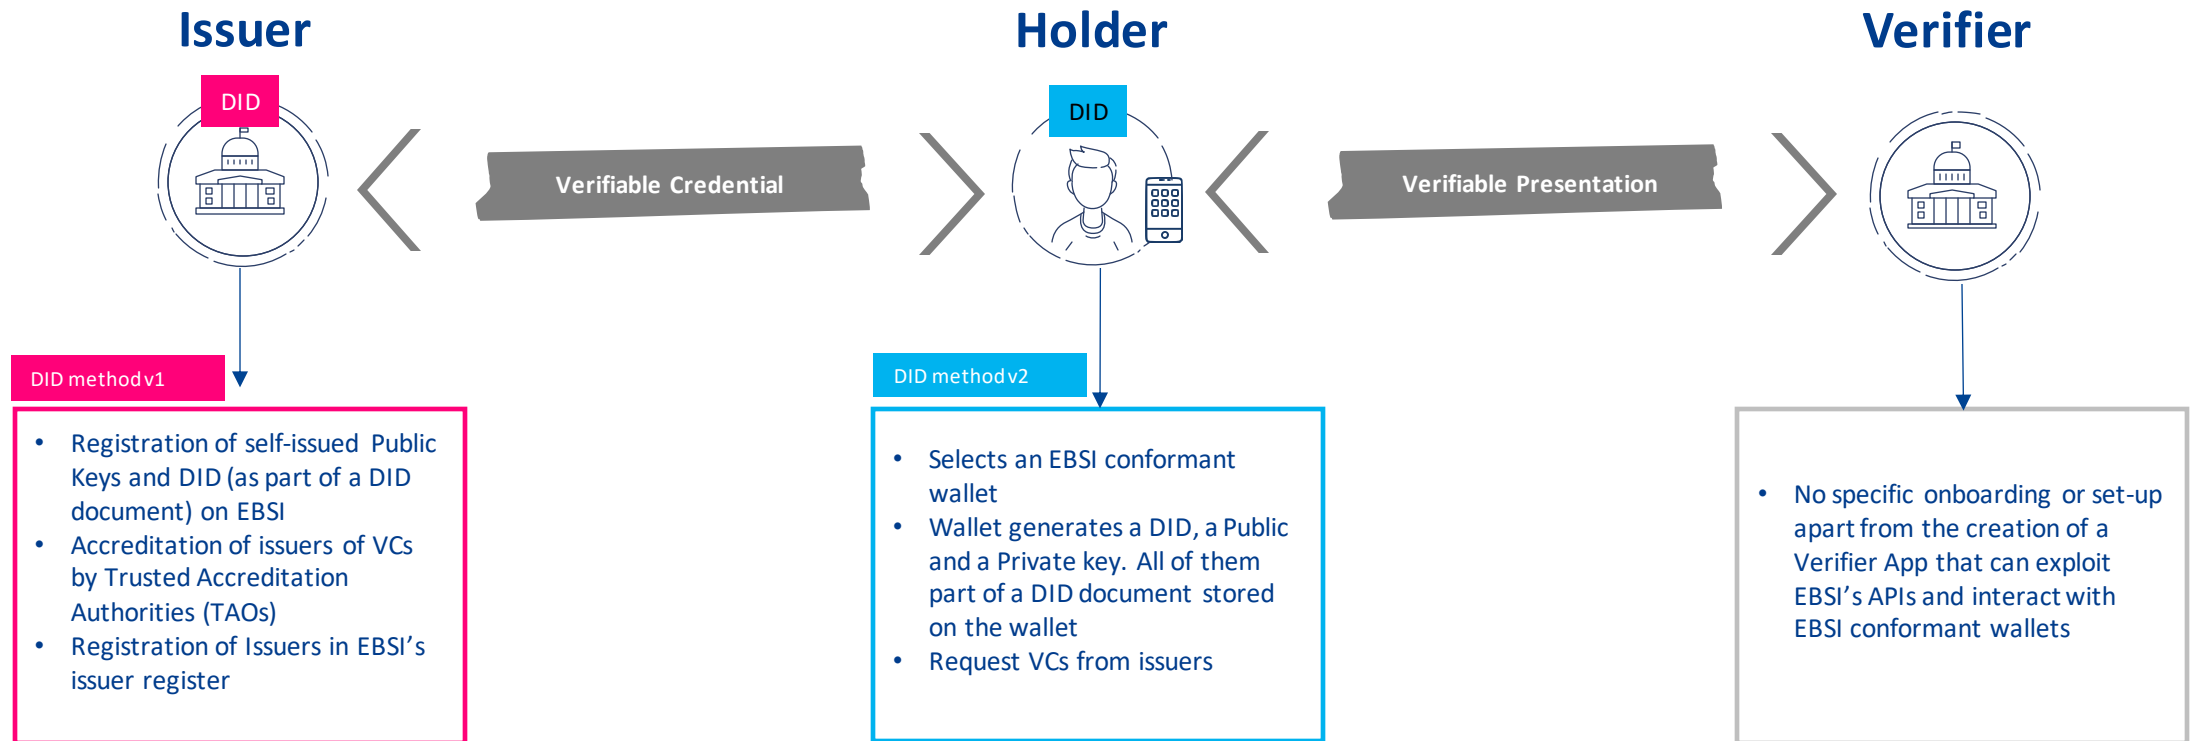 Issuer
Holder
Verifier
DID
DID
Verifiable Credential
Verifiable Presentation
DID method v1
DID method v2
• Registration of self-issued Public
Keys and DID (as part of a DID
document) on EBSI
• Accreditation of issuers of VCs
by Trusted Accreditation
Authorities (TAOs)
• Registration of Issuers in EBSI’s
issuer register
• Selects an EBSI conformant
wallet
• Wallet generates a DID, a Public
and a Private key. All of them
part of a DID document stored
on the wallet
• Request VCs from issuers
• No specific onboarding or set-up
apart from the creation of a
Verifier App that can exploit
EBSI’s APIs and interact with
EBSI conformant wallets